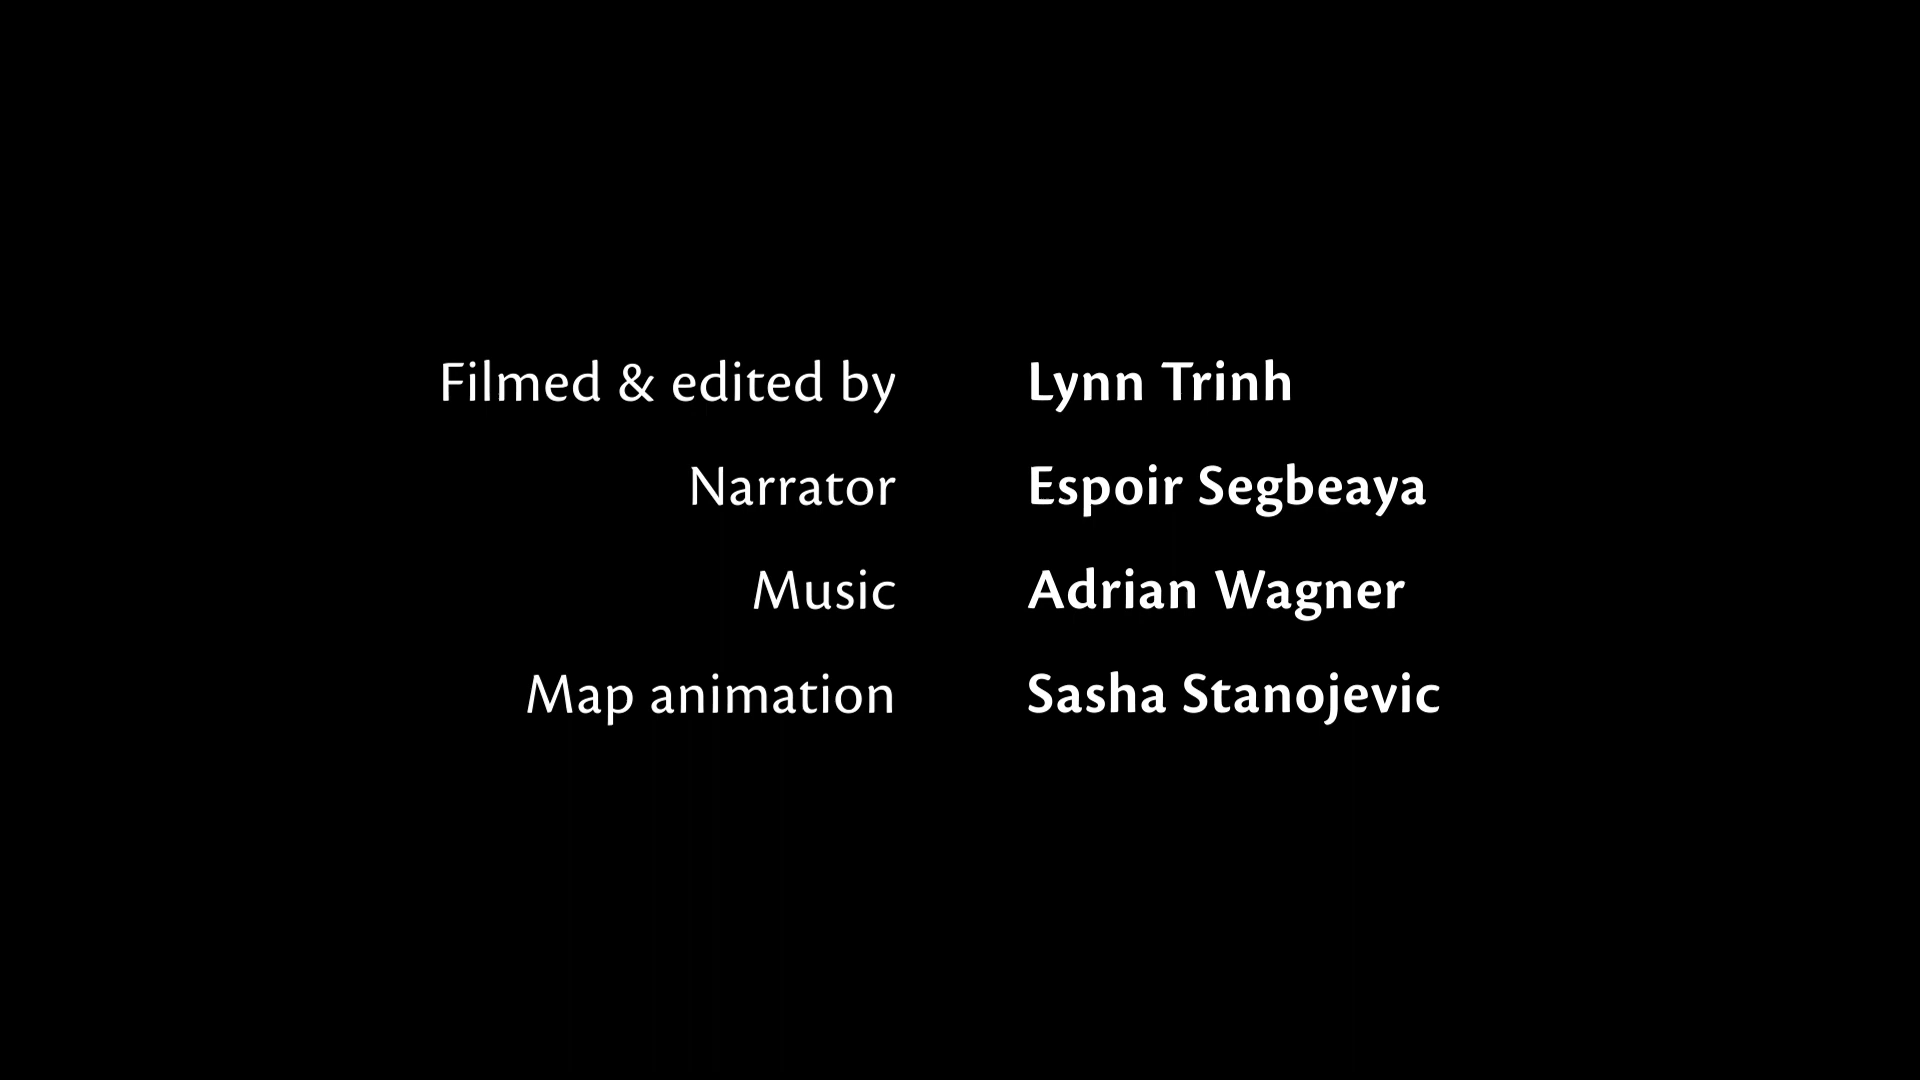 Filmed & edited by Lynn Trinh
Narrator Espoir Segbeaya
Music Adrian Wagner
Map animation Sasha Stanojevic